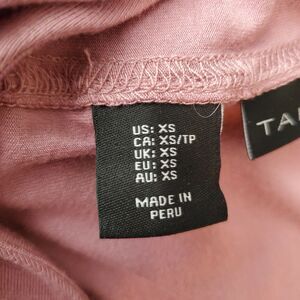 US: XS
CA: XS/TP
UK: XS
EU: XS
AU: XS
MADE IN
PERU